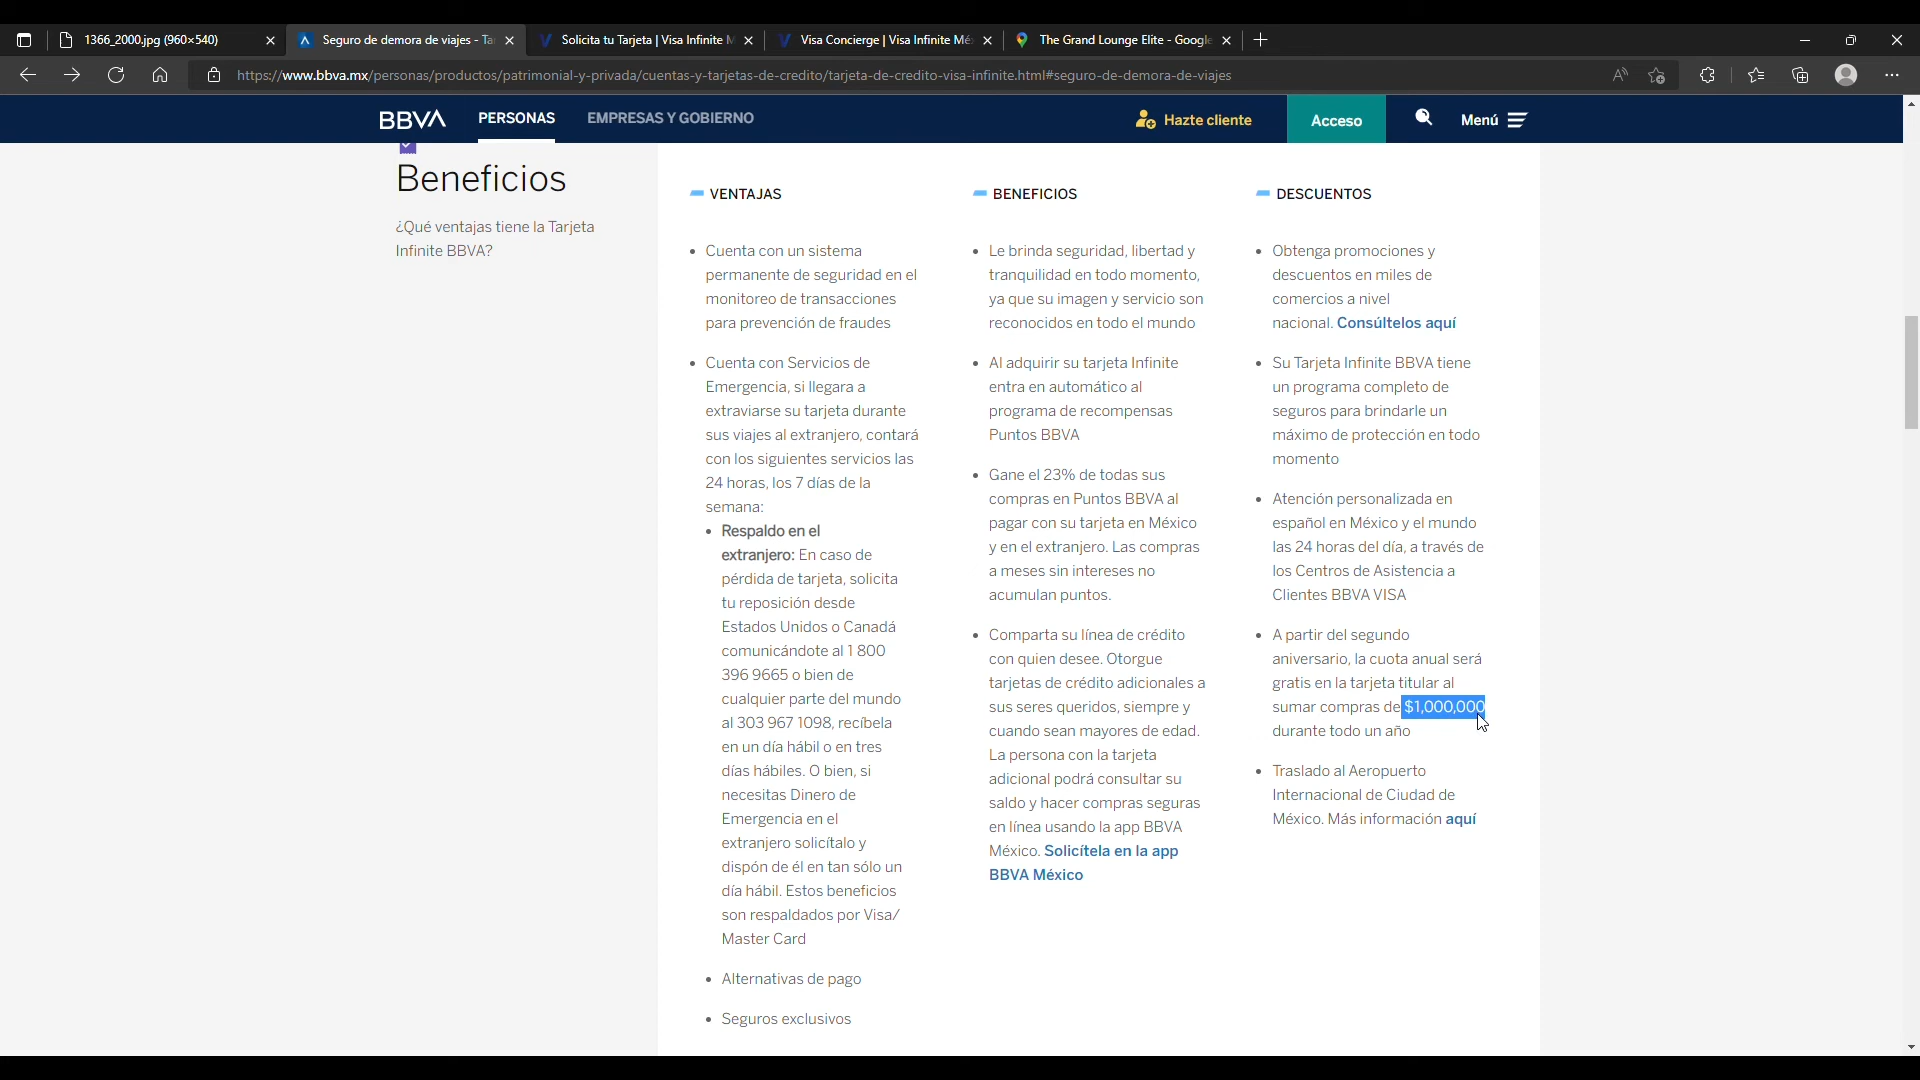 1366_2000.jpg (960×540)
Seguro de demora de viajes - Ta
Solicita tu Tarjeta | Visa Infinite M
Visa Concierge | Visa Infinite Mé
The Grand Lounge Elite - Google
https://www.bbva.mx/personas/productos/patrimonial-y-privada/cuentas-y-tarjetas-de-credito/tarjeta-de-credito-visa-infinite.html#seguro-de-demora-de-viajes
BBVA
PERSONAS
EMPRESAS Y GOBIERNO
Hazte cliente
Acceso
Menú
Beneficios
¿Qué ventajas tiene la Tarjeta
Infinite BBVA?
VENTAJAS
Cuenta con un sistema
permanente de seguridad en el
monitoreo de transacciones
para prevención de fraudes
Cuenta con Servicios de
Emergencia, si llegara a
extraviarse su tarjeta durante
sus viajes al extranjero, contará
con los siguientes servicios las
24 horas, los 7 días de la
semana:
Respaldo en el
extranjero: En caso de
pérdida de tarjeta, solicita
tu reposición desde
Estados Unidos o Canadá
comunicándote al 1 800
396 9665 o bien de
cualquier parte del mundo
al 303 967 1098, recíbela
en un día hábil o en tres
días hábiles. O bien, si
necesitas Dinero de
Emergencia en el
extranjero solicítalo y
dispón de él en tan sólo un
día hábil. Estos beneficios
son respaldados por Visa/
Master Card
Alternativas de pago
Seguros exclusivos
BENEFICIOS
Le brinda seguridad, libertad y
tranquilidad en todo momento,
ya que su imagen y servicio son
reconocidos en todo el mundo
Al adquirir su tarjeta Infinite
entra en automático al
programa de recompensas
Puntos BBVA
Gane el 23% de todas sus
compras en Puntos BBVA al
pagar con su tarjeta en México
y en el extranjero. Las compras
a meses sin intereses no
acumulan puntos.
Comparta su línea de crédito
con quien desee. Otorgue
tarjetas de crédito adicionales a
sus seres queridos, siempre y
cuando sean mayores de edad.
La persona con la tarjeta
adicional podrá consultar su
saldo y hacer compras seguras
en línea usando la app BBVA
México. Solicítela en la app
BBVA México
DESCUENTOS
Obtenga promociones y
descuentos en miles de
comercios a nivel
nacional. Consúltelos aquí
Su Tarjeta Infinite BBVA tiene
un programa completo de
seguros para brindarle un
máximo de protección en todo
momento
Atención personalizada en
español en México y el mundo
las 24 horas del día, a través de
los Centros de Asistencia a
Clientes BBVA VISA
A partir del segundo
aniversario, la cuota anual será
gratis en la tarjeta titular al
sumar compras de $1,000,000
durante todo un año
Traslado al Aeropuerto
Internacional de Ciudad de
México. Más información aquí